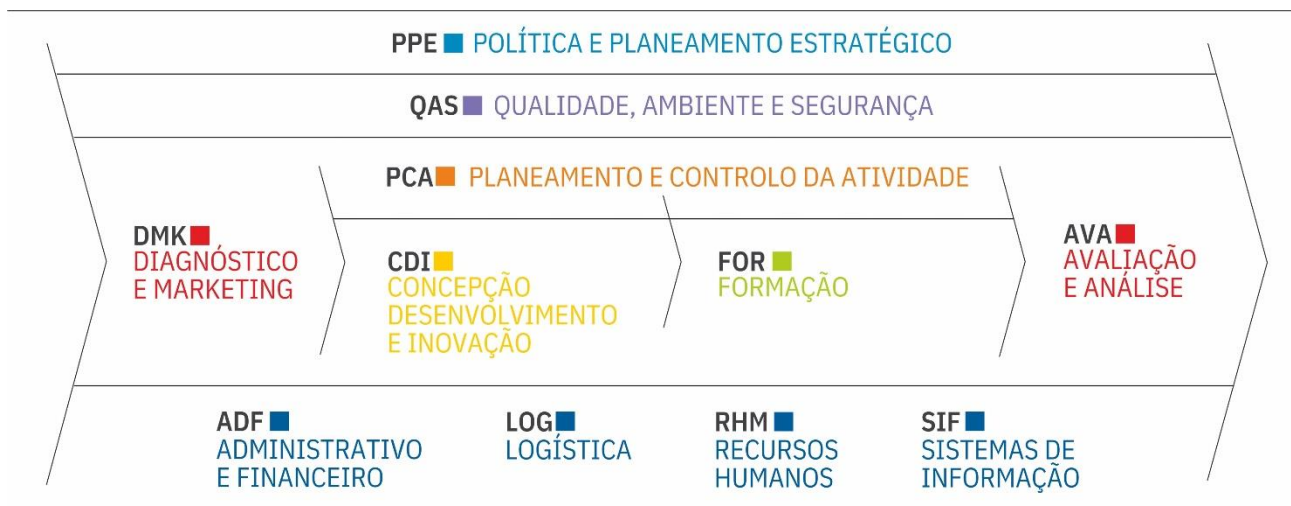 PPE POLÍTICA E PLANEAMENTO ESTRATÉGICO
QAS QUALIDADE, AMBIENTE E SEGURANÇA
PCA PLANEAMENTO E CONTROLO DA ATIVIDADE
DMK
DIAGNÓSTICO
E MARKETING
CDI
CONCEPÇÃO
DESENVOLVIMENTO
E INOVAÇÃO
FOR
FORMAÇÃO
AVA
AVALIAÇÃO
E ANÁLISE
ADF
ADMINISTRATIVO
E FINANCEIRO
LOG
LOGÍSTICA
RHM
RECURSOS
HUMANOS
SIF
SISTEMAS DE
INFORMAÇÃO